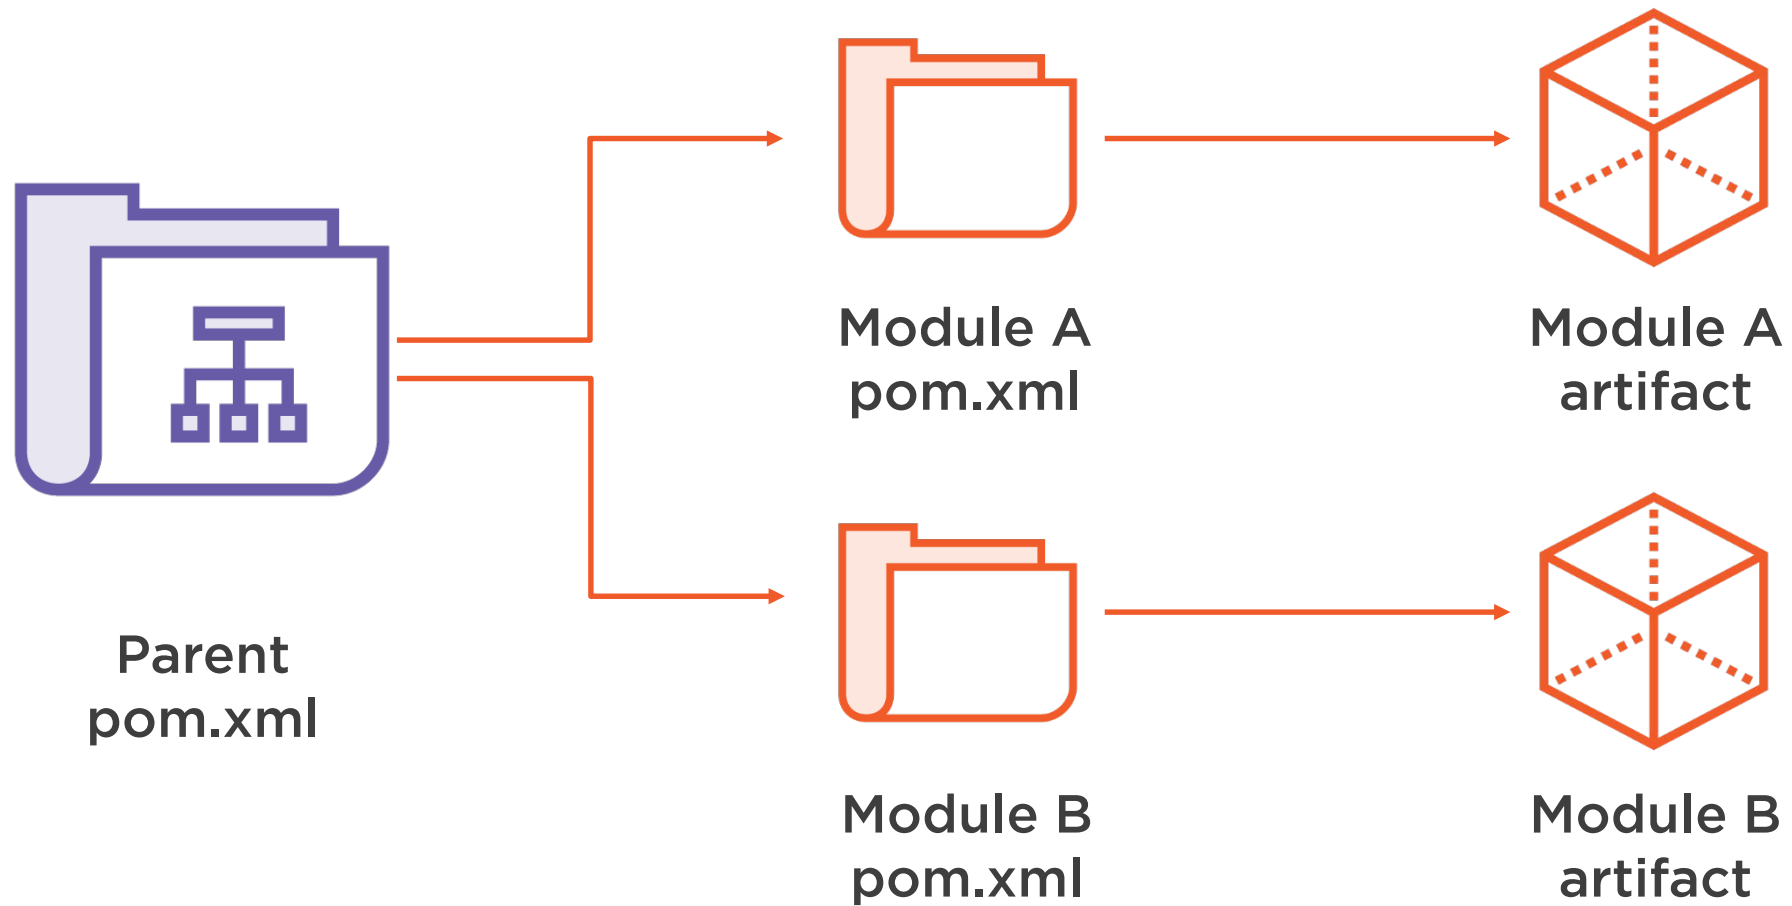 Parent
pom.xml
Module A
pom.xml
Module A
artifact
Module B
pom.xml
Module B
artifact